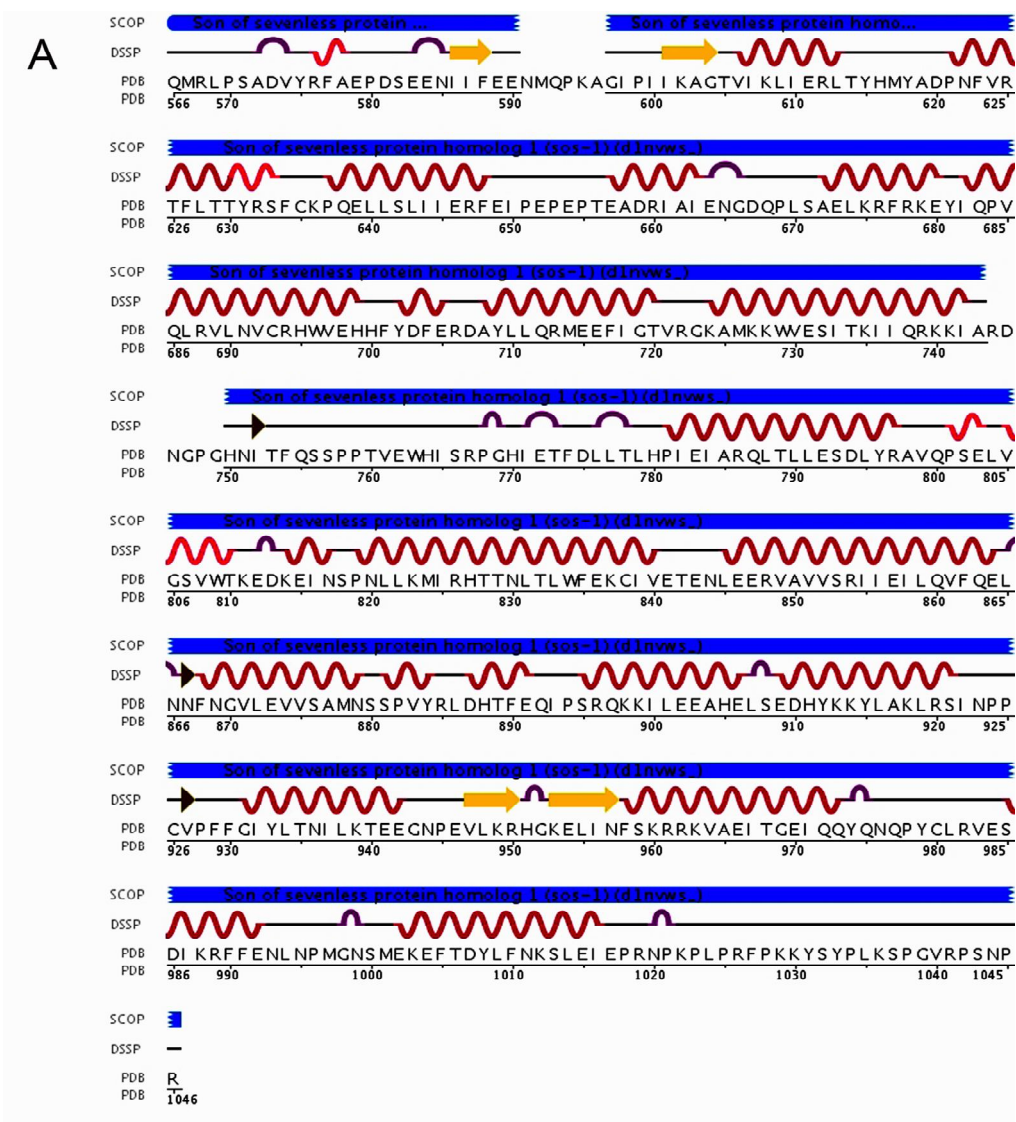 A
SCOP Son of sevenless protein ... Son of sevenless protein homo...
DSSP
PDB QMRLPSADVYRFAEPDSEENIIFEENMQPKAGIPIIKAGTVIKLIERLTYHMYADPNFVR
PDB 566 570 580 590 600 610 620 625
SCOP Son of sevenless protein homolog 1 (sos-1) (d1nvws_)
DSSP
PDB TFLTTYRSFCKPQELLSLIIERFEIPEPEPTEADRIAIENGDQPLSAELKRFRKEYIQPV
PDB 626 630 640 650 660 670 680 685
SCOP Son of sevenless protein homolog 1 (sos-1) (d1nvws_)
DSSP
PDB QLRVLNVCRHWVEHHFYDFERDAYLLQRMEEFIGTVRGKAMKKWVESITKIIQRKKIARD
PDB 686 690 700 710 720 730 740
SCOP Son of sevenless protein homolog 1 (sos-1) (d1nvws_)
DSSP
PDB NGPGHNITFQSSPPTVEWHISRPGHIETFDLLTLHPIEIARQLTLLESDLYRAVQPSELV
PDB 750 760 770 780 790 800 805
SCOP Son of sevenless protein homolog 1 (sos-1) (d1nvws_)
DSSP
PDB GSVWTKEDKEINSPNLLKMIRHTTNLTLWFEKCIVETENLEERVAVVSRIIEILQVFQEL
PDB 806 810 820 830 840 850 860 865
SCOP Son of sevenless protein homolog 1 (sos-1) (d1nvws_)
DSSP
PDB NNFNGVLEVVSAMNSSPVYRLDHTFEQIPSRQKKILEEAHELSEDHYKKYLAKLRSINPP
PDB 866 870 880 890 900 910 920 925
SCOP Son of sevenless protein homolog 1 (sos-1) (d1nvws_)
DSSP
PDB CVPFFGIYLTNILKTEEGNPEVLKRHGKELINFSKRRKVAEITGEIQQYQNQPYCLRVES
PDB 926 930 940 950 960 970 980 985
SCOP Son of sevenless protein homolog 1 (sos-1) (d1nvws_)
DSSP
PDB DIKRFFENLNPMGNSMEKEFTDYLFNKSLEIEPRNPKPLPRFPKKYSYPLKSPGVRPSNP
PDB 986 990 1000 1010 1020 1030 1040 1045
SCOP
DSSP
PDB R
PDB 1046